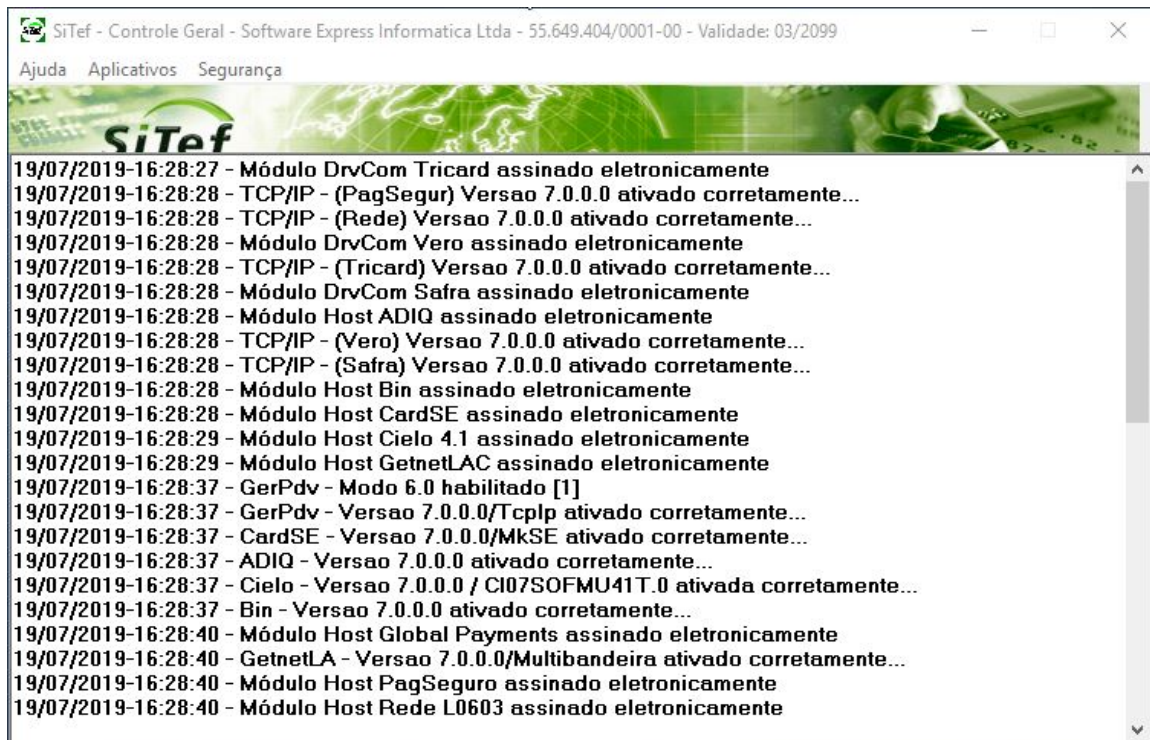 SiTef - Controle Geral - Software Express Informatica Ltda - 55.649.404/0001-00 - Validade: 03/2099
Ajuda Aplicativos Segurança
SiTef
19/07/2019-16:28:27 - Módulo DrvCom Tricard assinado eletronicamente
19/07/2019-16:28:28 - TCP/IP - (PagSegur) Versao 7.0.0.0 ativado corretamente...
19/07/2019-16:28:28 - TCP/IP - (Rede) Versao 7.0.0.0 ativado corretamente...
19/07/2019-16:28:28 - Módulo DrvCom Vero assinado eletronicamente
19/07/2019-16:28:28 - TCP/IP - (Tricard) Versao 7.0.0.0 ativado corretamente...
19/07/2019-16:28:28 - Módulo DrvCom Safra assinado eletronicamente
19/07/2019-16:28:28 - Módulo Host ADIQ assinado eletronicamente
19/07/2019-16:28:28 - TCP/IP - (Vero) Versao 7.0.0.0 ativado corretamente...
19/07/2019-16:28:28 - TCP/IP - (Safra) Versao 7.0.0.0 ativado corretamente...
19/07/2019-16:28:28 - Módulo Host Bin assinado eletronicamente
19/07/2019-16:28:28 - Módulo Host CardSE assinado eletronicamente
19/07/2019-16:28:29 - Módulo Host Cielo 4.1 assinado eletronicamente
19/07/2019-16:28:29 - Módulo Host GetnetLAC assinado eletronicamente
19/07/2019-16:28:37 - GerPdv - Modo 6.0 habilitado [1]
19/07/2019-16:28:37 - GerPdv - Versao 7.0.0.0/TcpIp ativado corretamente...
19/07/2019-16:28:37 - CardSE - Versao 7.0.0.0/MkSE ativado corretamente...
19/07/2019-16:28:37 - ADIQ - Versao 7.0.0.0 ativado corretamente...
19/07/2019-16:28:37 - Cielo - Versao 7.0.0.0 / CI07SOFMU41T.0 ativada corretamente...
19/07/2019-16:28:37 - Bin - Versao 7.0.0.0 ativado corretamente...
19/07/2019-16:28:40 - Módulo Host Global Payments assinado eletronicamente
19/07/2019-16:28:40 - GetnetLA - Versao 7.0.0.0/Multibandeira ativado corretamente...
19/07/2019-16:28:40 - Módulo Host PagSeguro assinado eletronicamente
19/07/2019-16:28:40 - Módulo Host Rede L0603 assinado eletronicamente